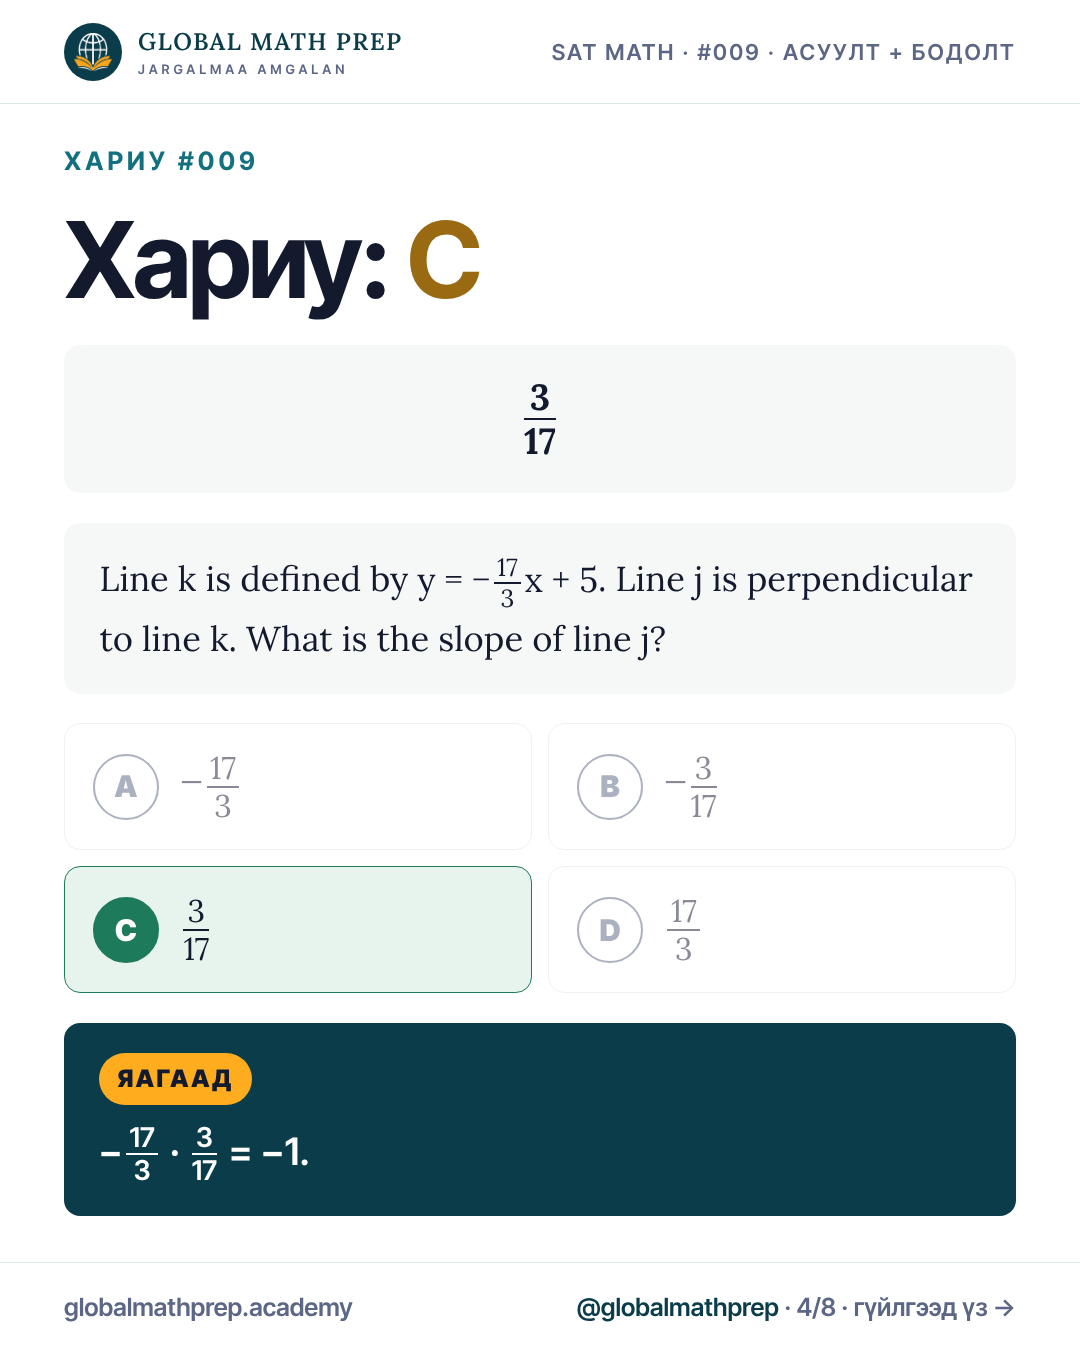 GLOBAL MATH PREP
JARGALMAA AMGALAN
SAT MATH · #009 · АСУУЛТ + БОДОЛТ
ХАРИУ #009
Хариу: C
3/17
Line k is defined by y = −17/3x + 5. Line j is perpendicular
to line k. What is the slope of line j?
A −17/3
B −3/17
C 3/17
D 17/3
ЯАГААД
−17/3 · 3/17 = −1.
globalmathprep.academy
@globalmathprep · 4/8 · гүйлгээд үз →